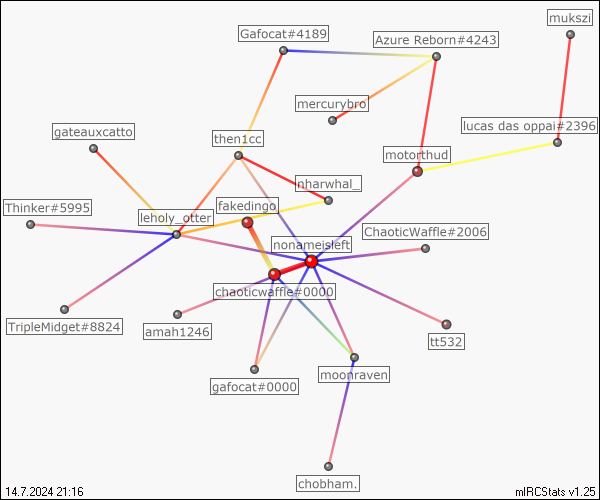 mukszi
Gafocat#4189
Azure Reborn#4243
mercurybro
lucas das oppai#2396
gateauxcatto
then1cc
motorthud
nharwhal_
Thinker#5995
leholy_otter
fakedingo
ChaoticWaffle#2006
nonameisleft
chaoticwaffle#0000
TripleMidget#8824
amah1246
tt532
moonraven
gafocat#0000
chobham.
14.7.2024 21:16
mIRCStats v1.25